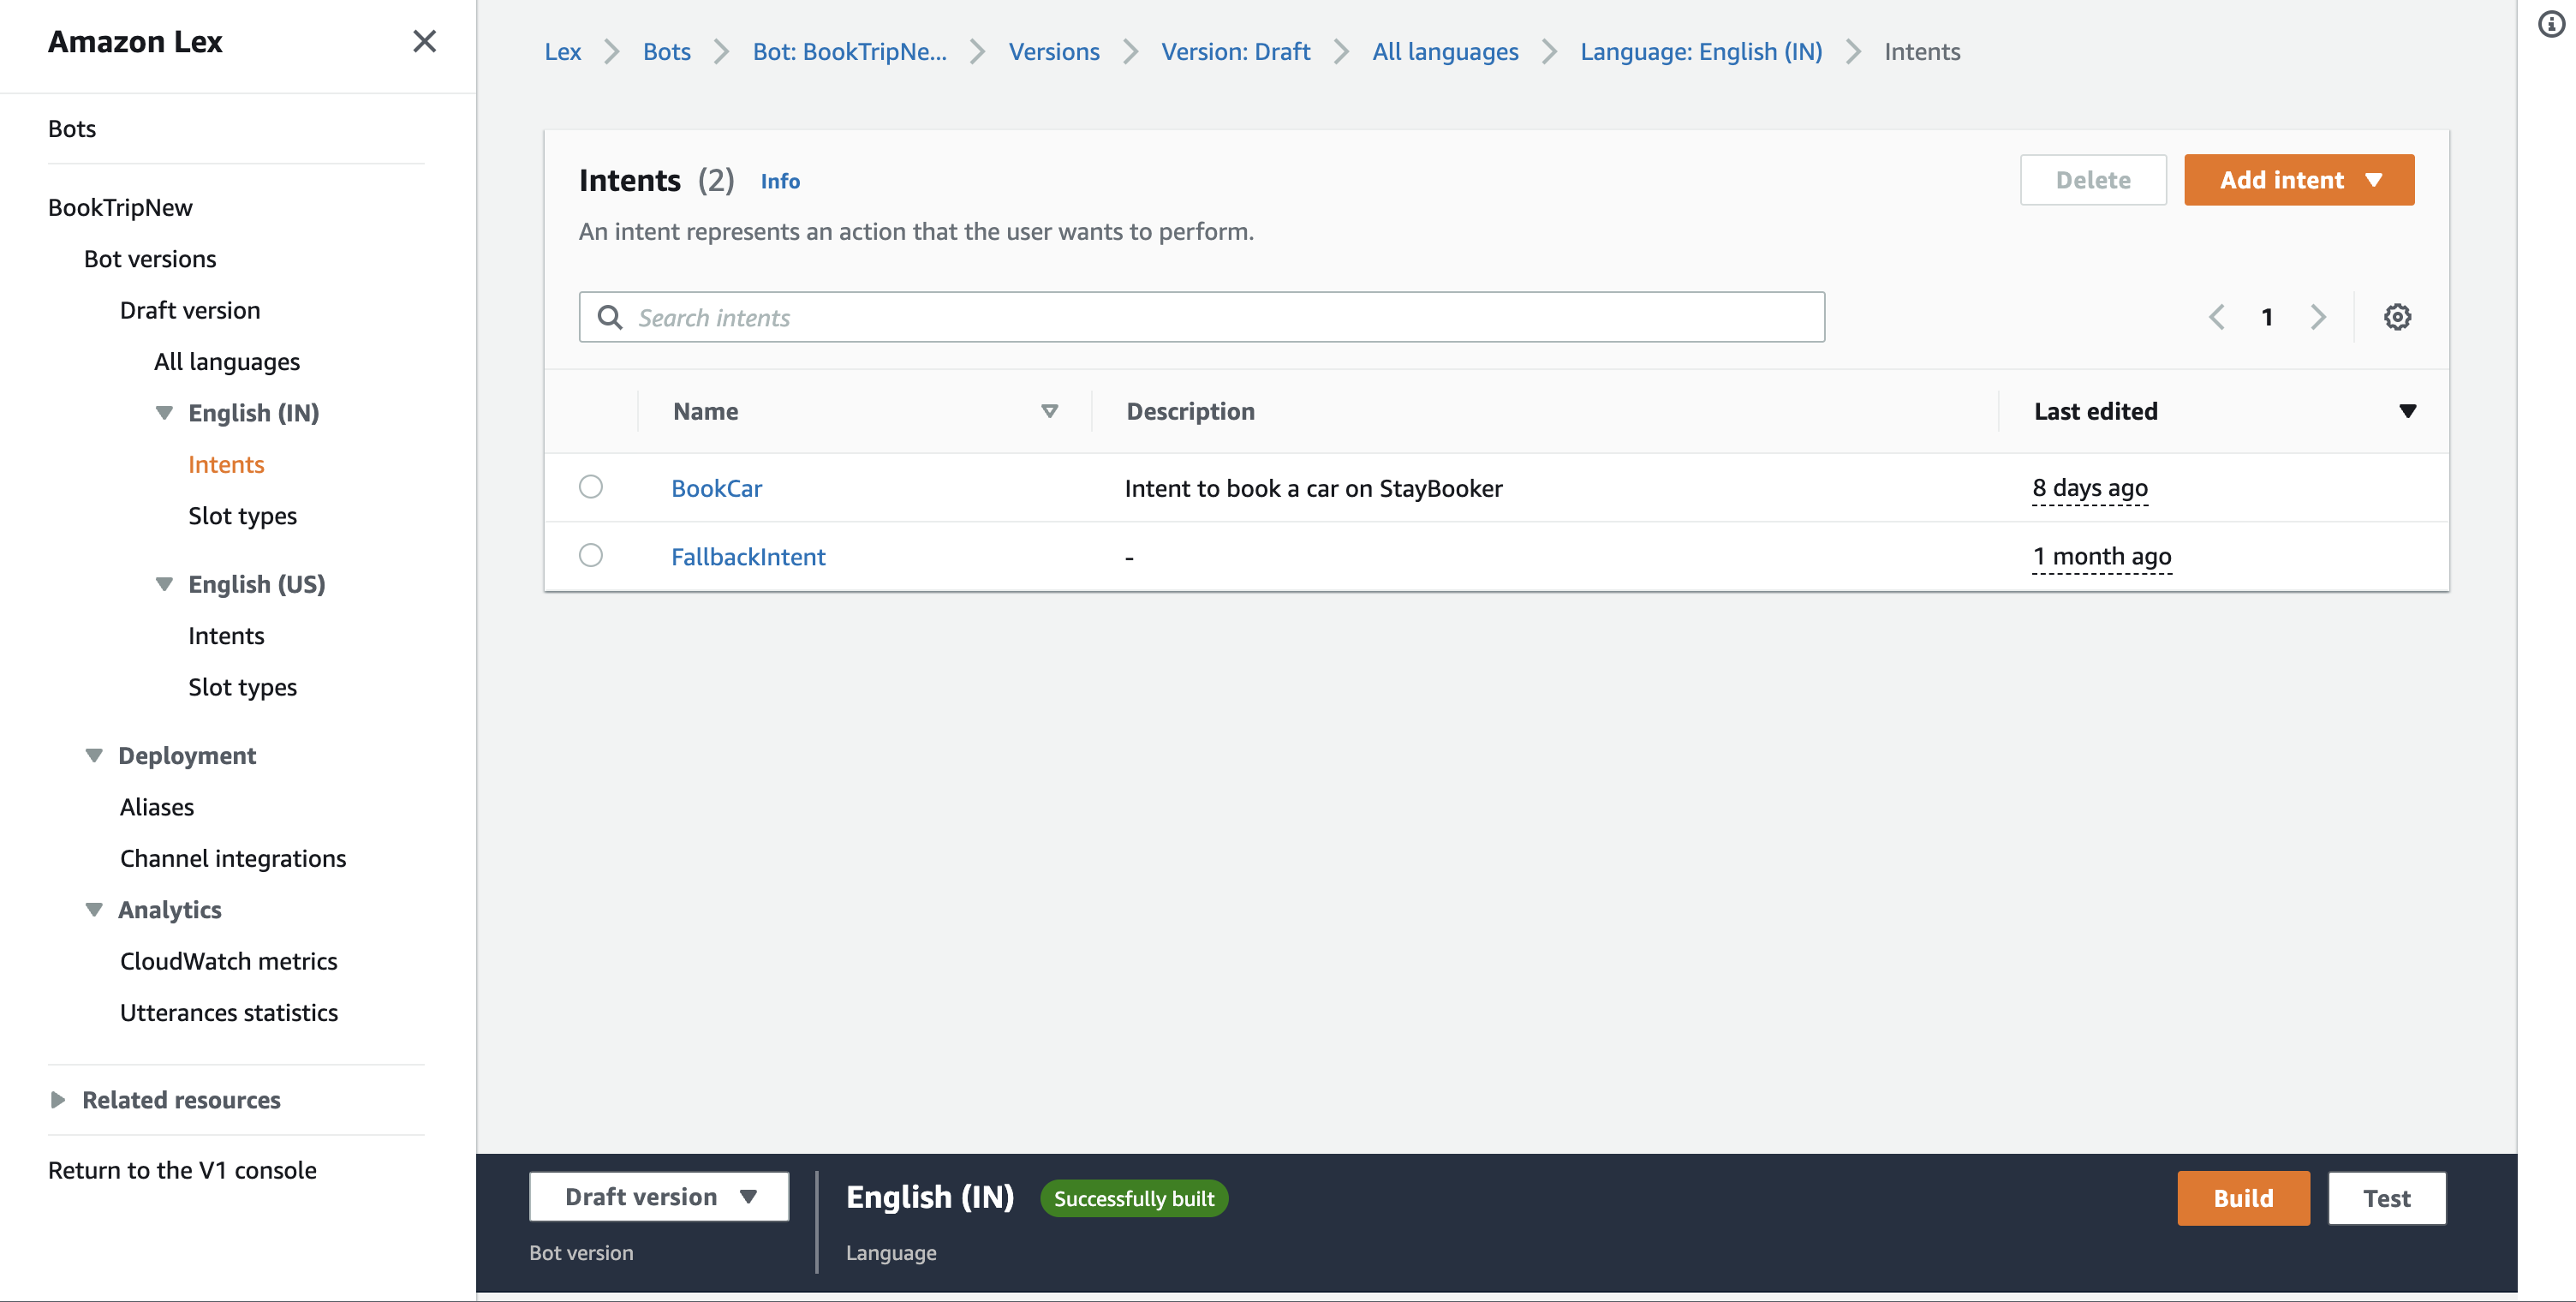 Amazon Lex
Bots
BookTripNew
Bot versions
Draft version
All languages
English (IN)
Intents
Slot types
English (US)
Intents
Slot types
Deployment
Aliases
Channel integrations
Analytics
CloudWatch metrics
Utterances statistics
Related resources
Return to the V1 console
Lex Bots Bot: BookTripNe... Versions Version: Draft All languages Language: English (IN) Intents
Intents (2) Info
Delete Add intent
An intent represents an action that the user wants to perform.
Search intents
1
Name Description Last edited
BookCar Intent to book a car on StayBooker 8 days ago
FallbackIntent - 1 month ago
Draft version English (IN) Successfully built Build Test
Bot version Language